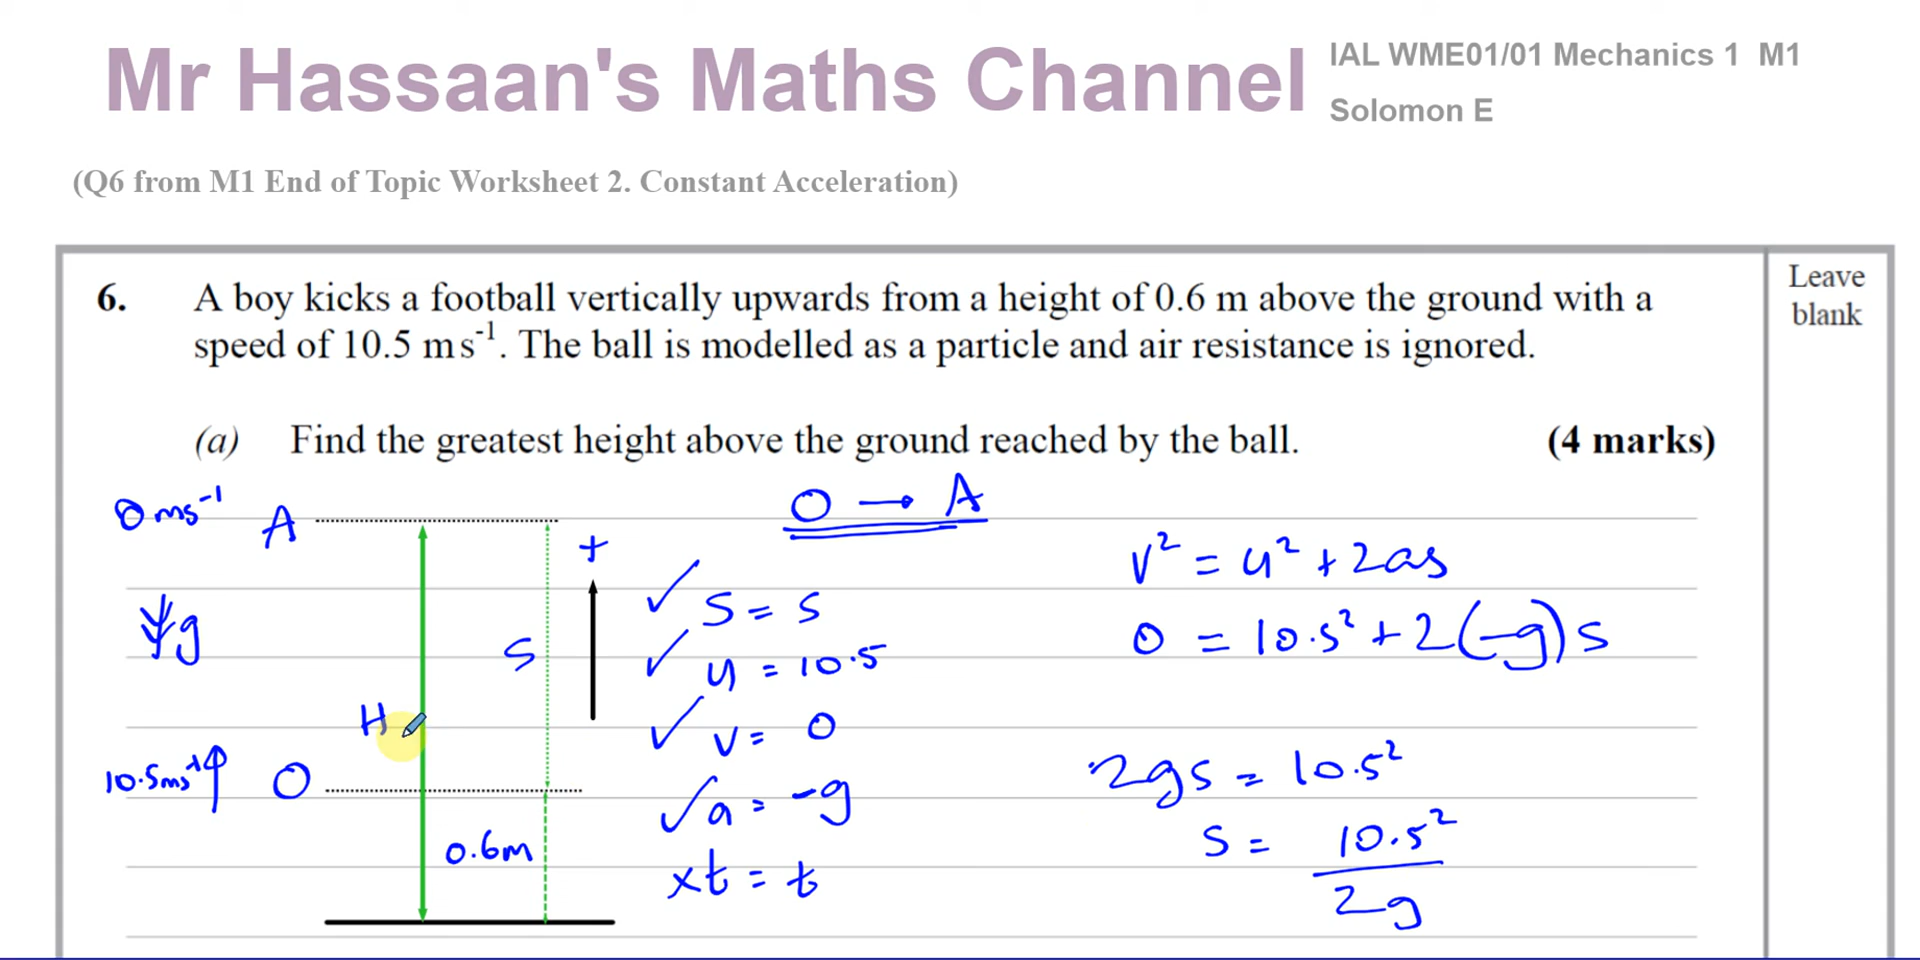 Mr Hassaan's Maths Channel
IAL WME01/01 Mechanics 1 M1
Solomon E
(Q6 from M1 End of Topic Worksheet 2. Constant Acceleration)
Leave
blank
6. A boy kicks a football vertically upwards from a height of 0.6 m above the ground with a
speed of 10.5 m s⁻¹. The ball is modelled as a particle and air resistance is ignored.
(a) Find the greatest height above the ground reached by the ball. (4 marks)
0 ms⁻¹ A
↓g
H
S
+
10.5ms⁻¹↑ O
0.6m
O → A
✓ s = s
✓ u = 10.5
✓ v = 0
✓ a = -g
x t = t
v² = u² + 2as
0 = 10.5² + 2(-g)s
2gs = 10.5²
s = 10.5²
2g